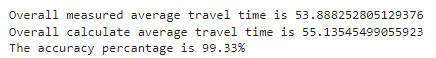 Overall measured average travel time is 53.888252805129376
Overall calculate average travel time is 55.13545499055923
The accuracy percantage is 99.33%